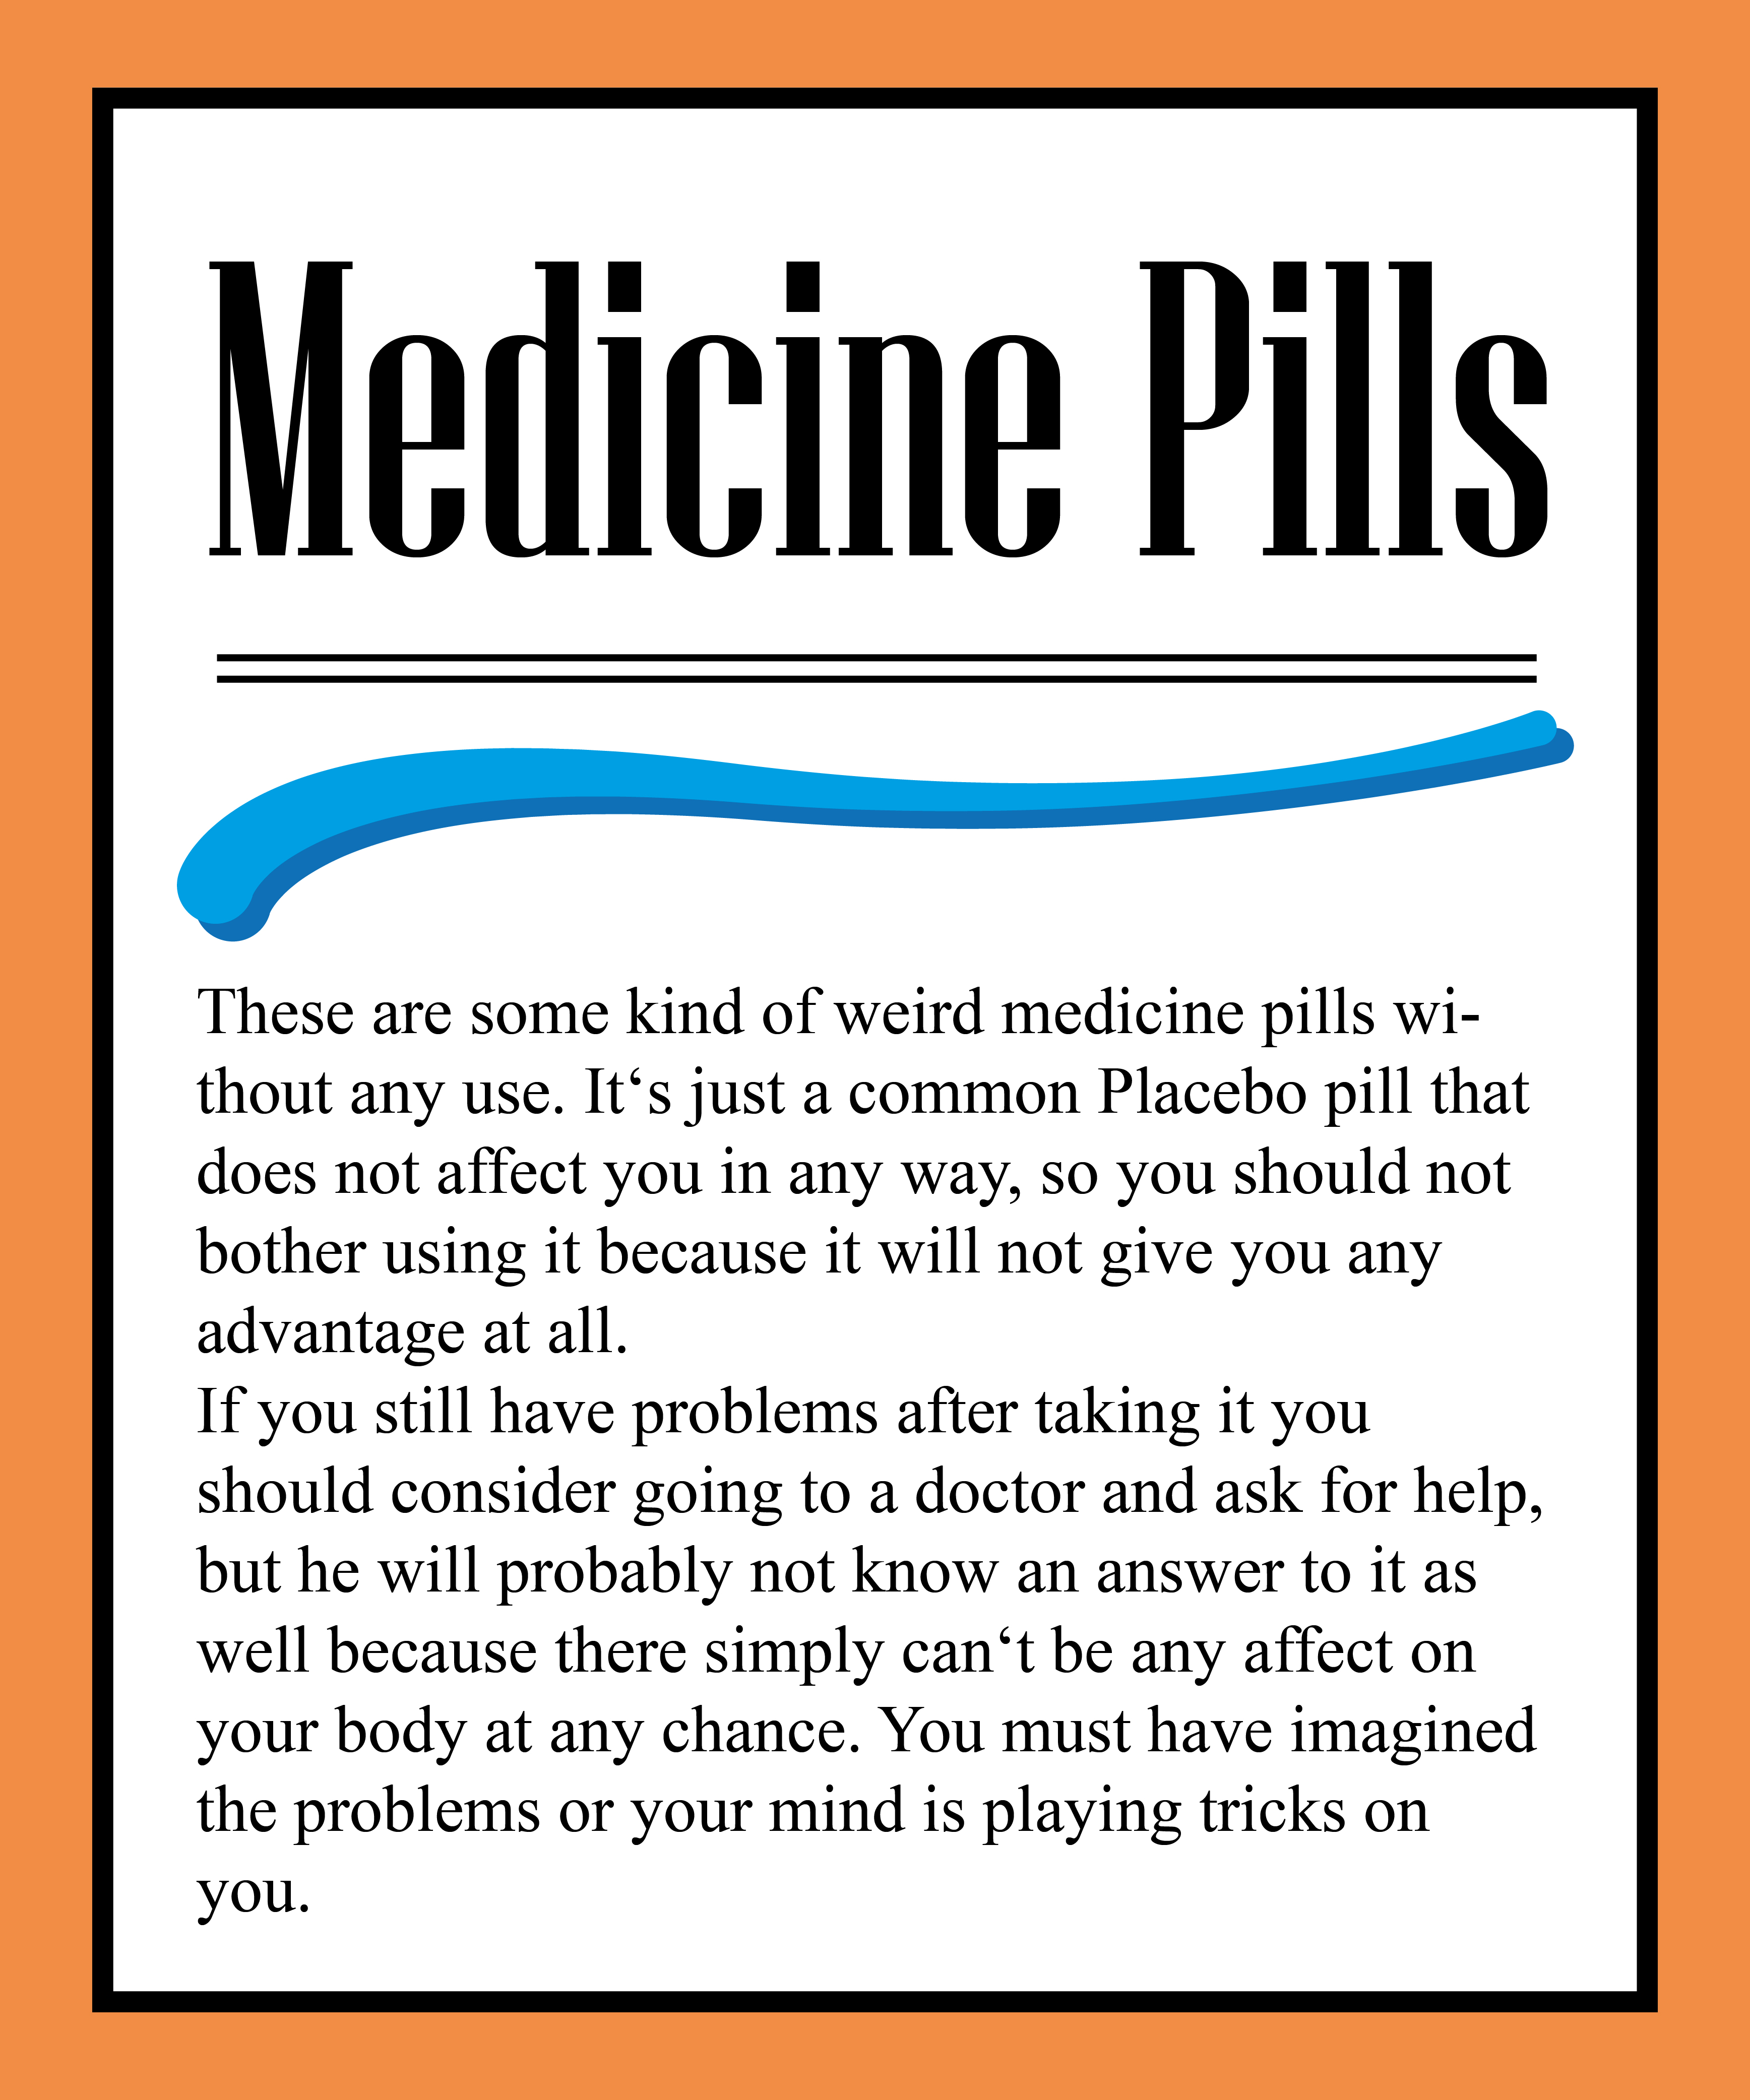 Medicine Pills
These are some kind of weird medicine pills wi-
thout any use. It‘s just a common Placebo pill that
does not affect you in any way, so you should not
bother using it because it will not give you any
advantage at all.
If you still have problems after taking it you
should consider going to a doctor and ask for help,
but he will probably not know an answer to it as
well because there simply can‘t be any affect on
your body at any chance. You must have imagined
the problems or your mind is playing tricks on
you.